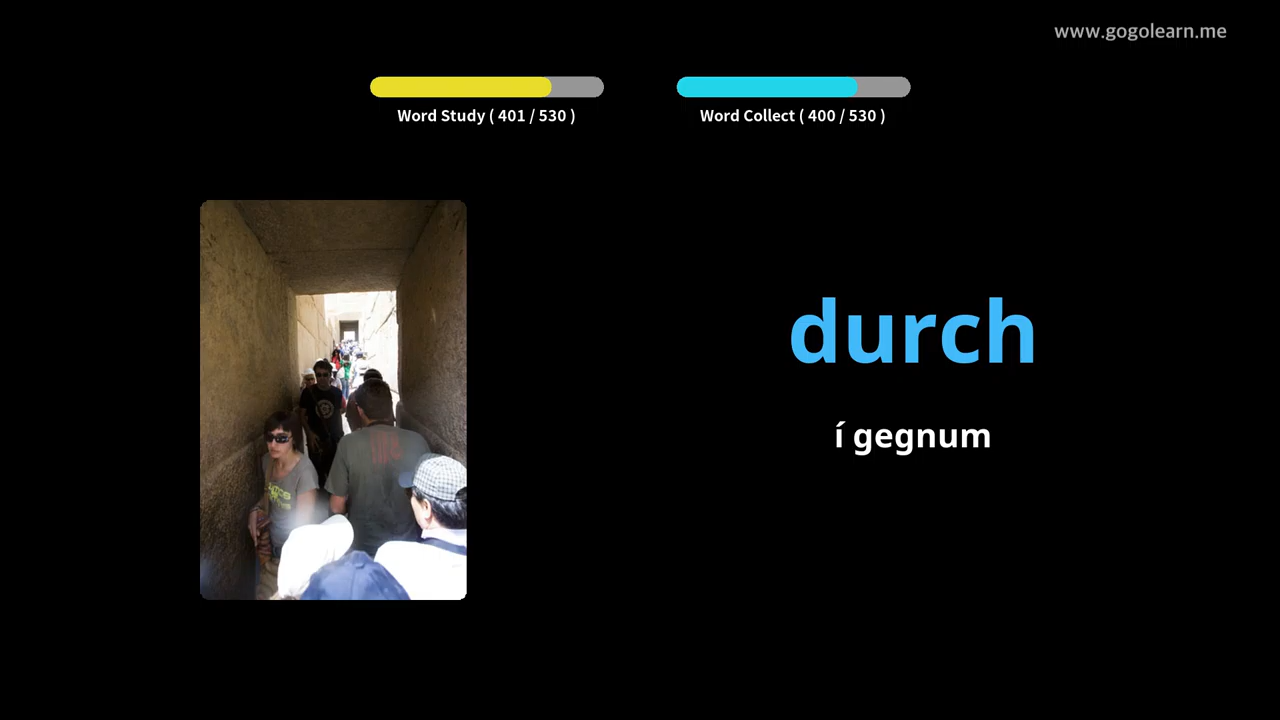 www.gogolearn.me
Word Study ( 401 / 530 )
Word Collect ( 400 / 530 )
durch
í gegnum